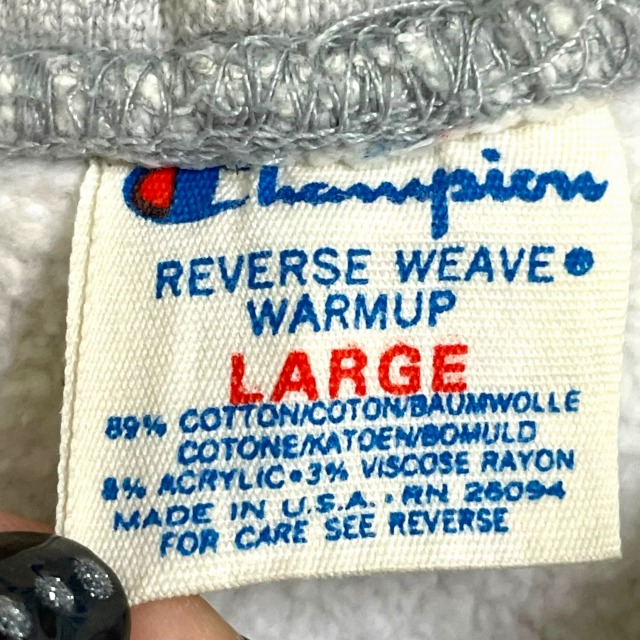 Champion
REVERSE WEAVE®
WARMUP
LARGE
89% COTTON/COTON/BAUMWOLLE
COTONE/KATOEN/BOMULD
8% ACRYLIC•3% VISCOSE RAYON
MADE IN U.S.A. • RN 26094
FOR CARE SEE REVERSE